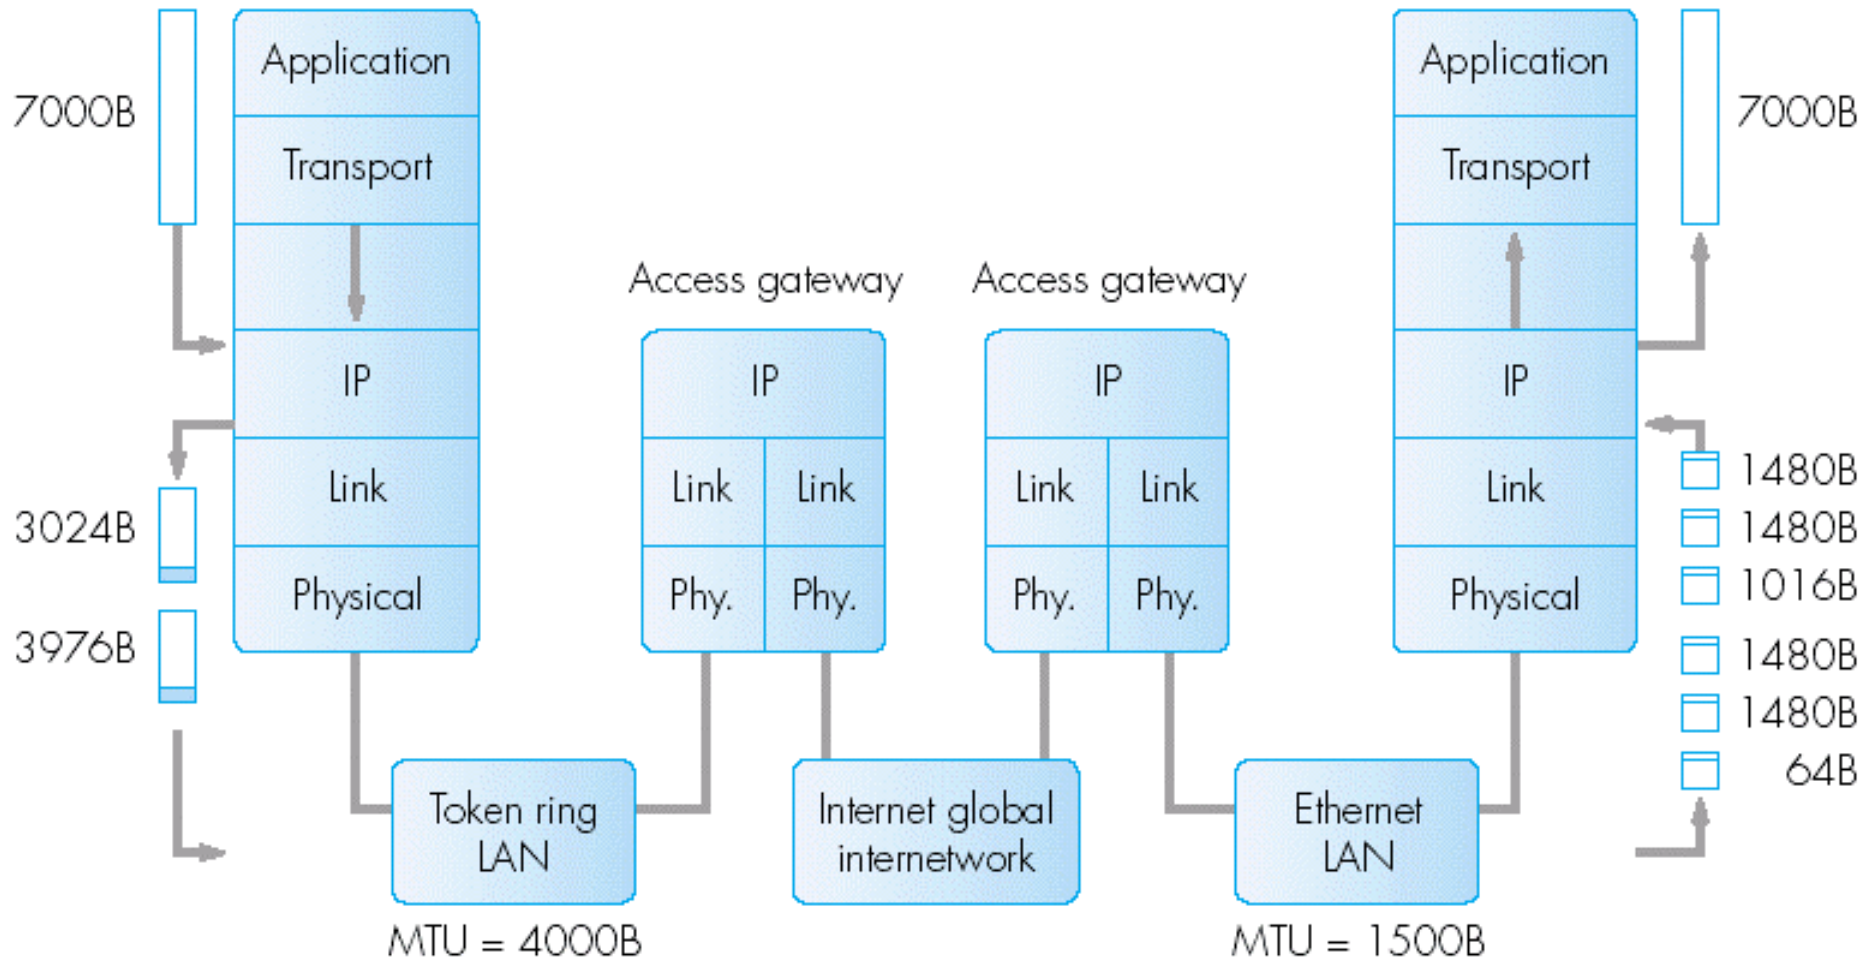 7000B
Application
Transport
IP
Link
Physical
3024B
3976B
Access gateway
IP
Link
Link
Phy.
Phy.
Access gateway
IP
Link
Link
Phy.
Phy.
Application
Transport
IP
Link
Physical
7000B
1480B
1480B
1016B
1480B
1480B
64B
Token ring
LAN
MTU = 4000B
Internet global
internetwork
Ethernet
LAN
MTU = 1500B